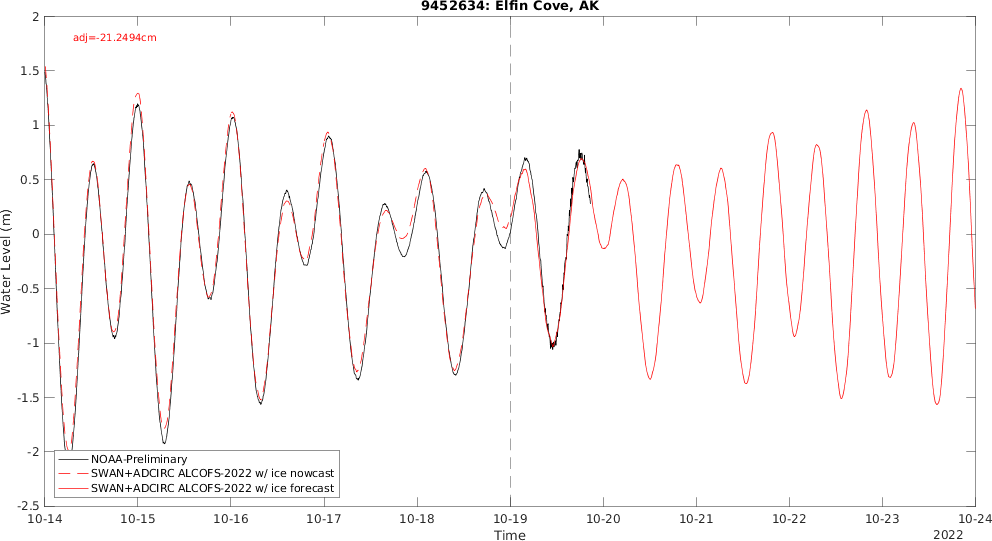 9452634: Elfin Cove, AK
adj=-21.2494cm
2
1.5
1
0.5
0
-0.5
-1
-1.5
-2
-2.5
Water Level (m)
NOAA-Preliminary
SWAN+ADCIRC ALCOFS-2022 w/ ice nowcast
SWAN+ADCIRC ALCOFS-2022 w/ ice forecast
10-14 10-15 10-16 10-17 10-18 10-19 10-20 10-21 10-22 10-23 10-24
Time
2022